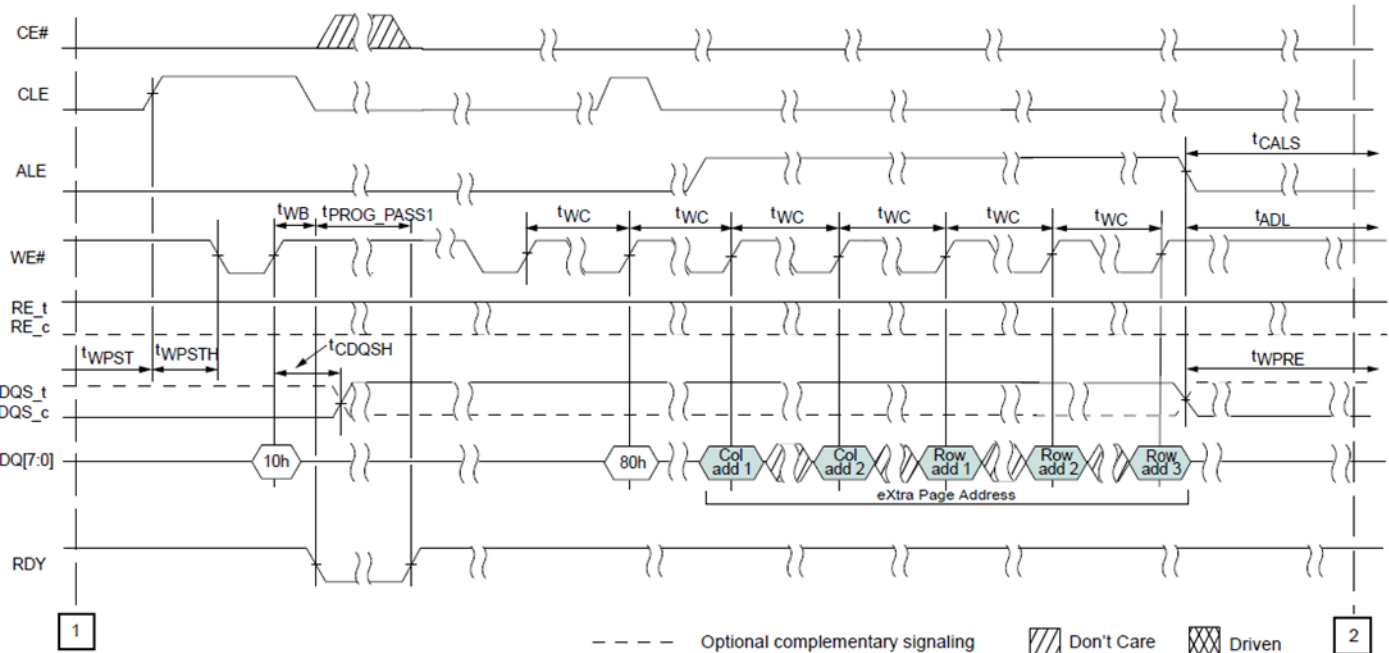 CE#
CLE
tCALS
ALE
tWB tPROG_PASS1 tWC tWC tWC tWC tWC tWC tADL
WE#
RE_t
RE_c
tWPST tWPSTH tCDQSH tWPRE
DQS_t
DQS_c
DQ[7:0] 10h 80h Col add 1 Col add 2 Row add 1 Row add 2 Row add 3
eXtra Page Address
RDY
1 Optional complementary signaling Don't Care Driven 2